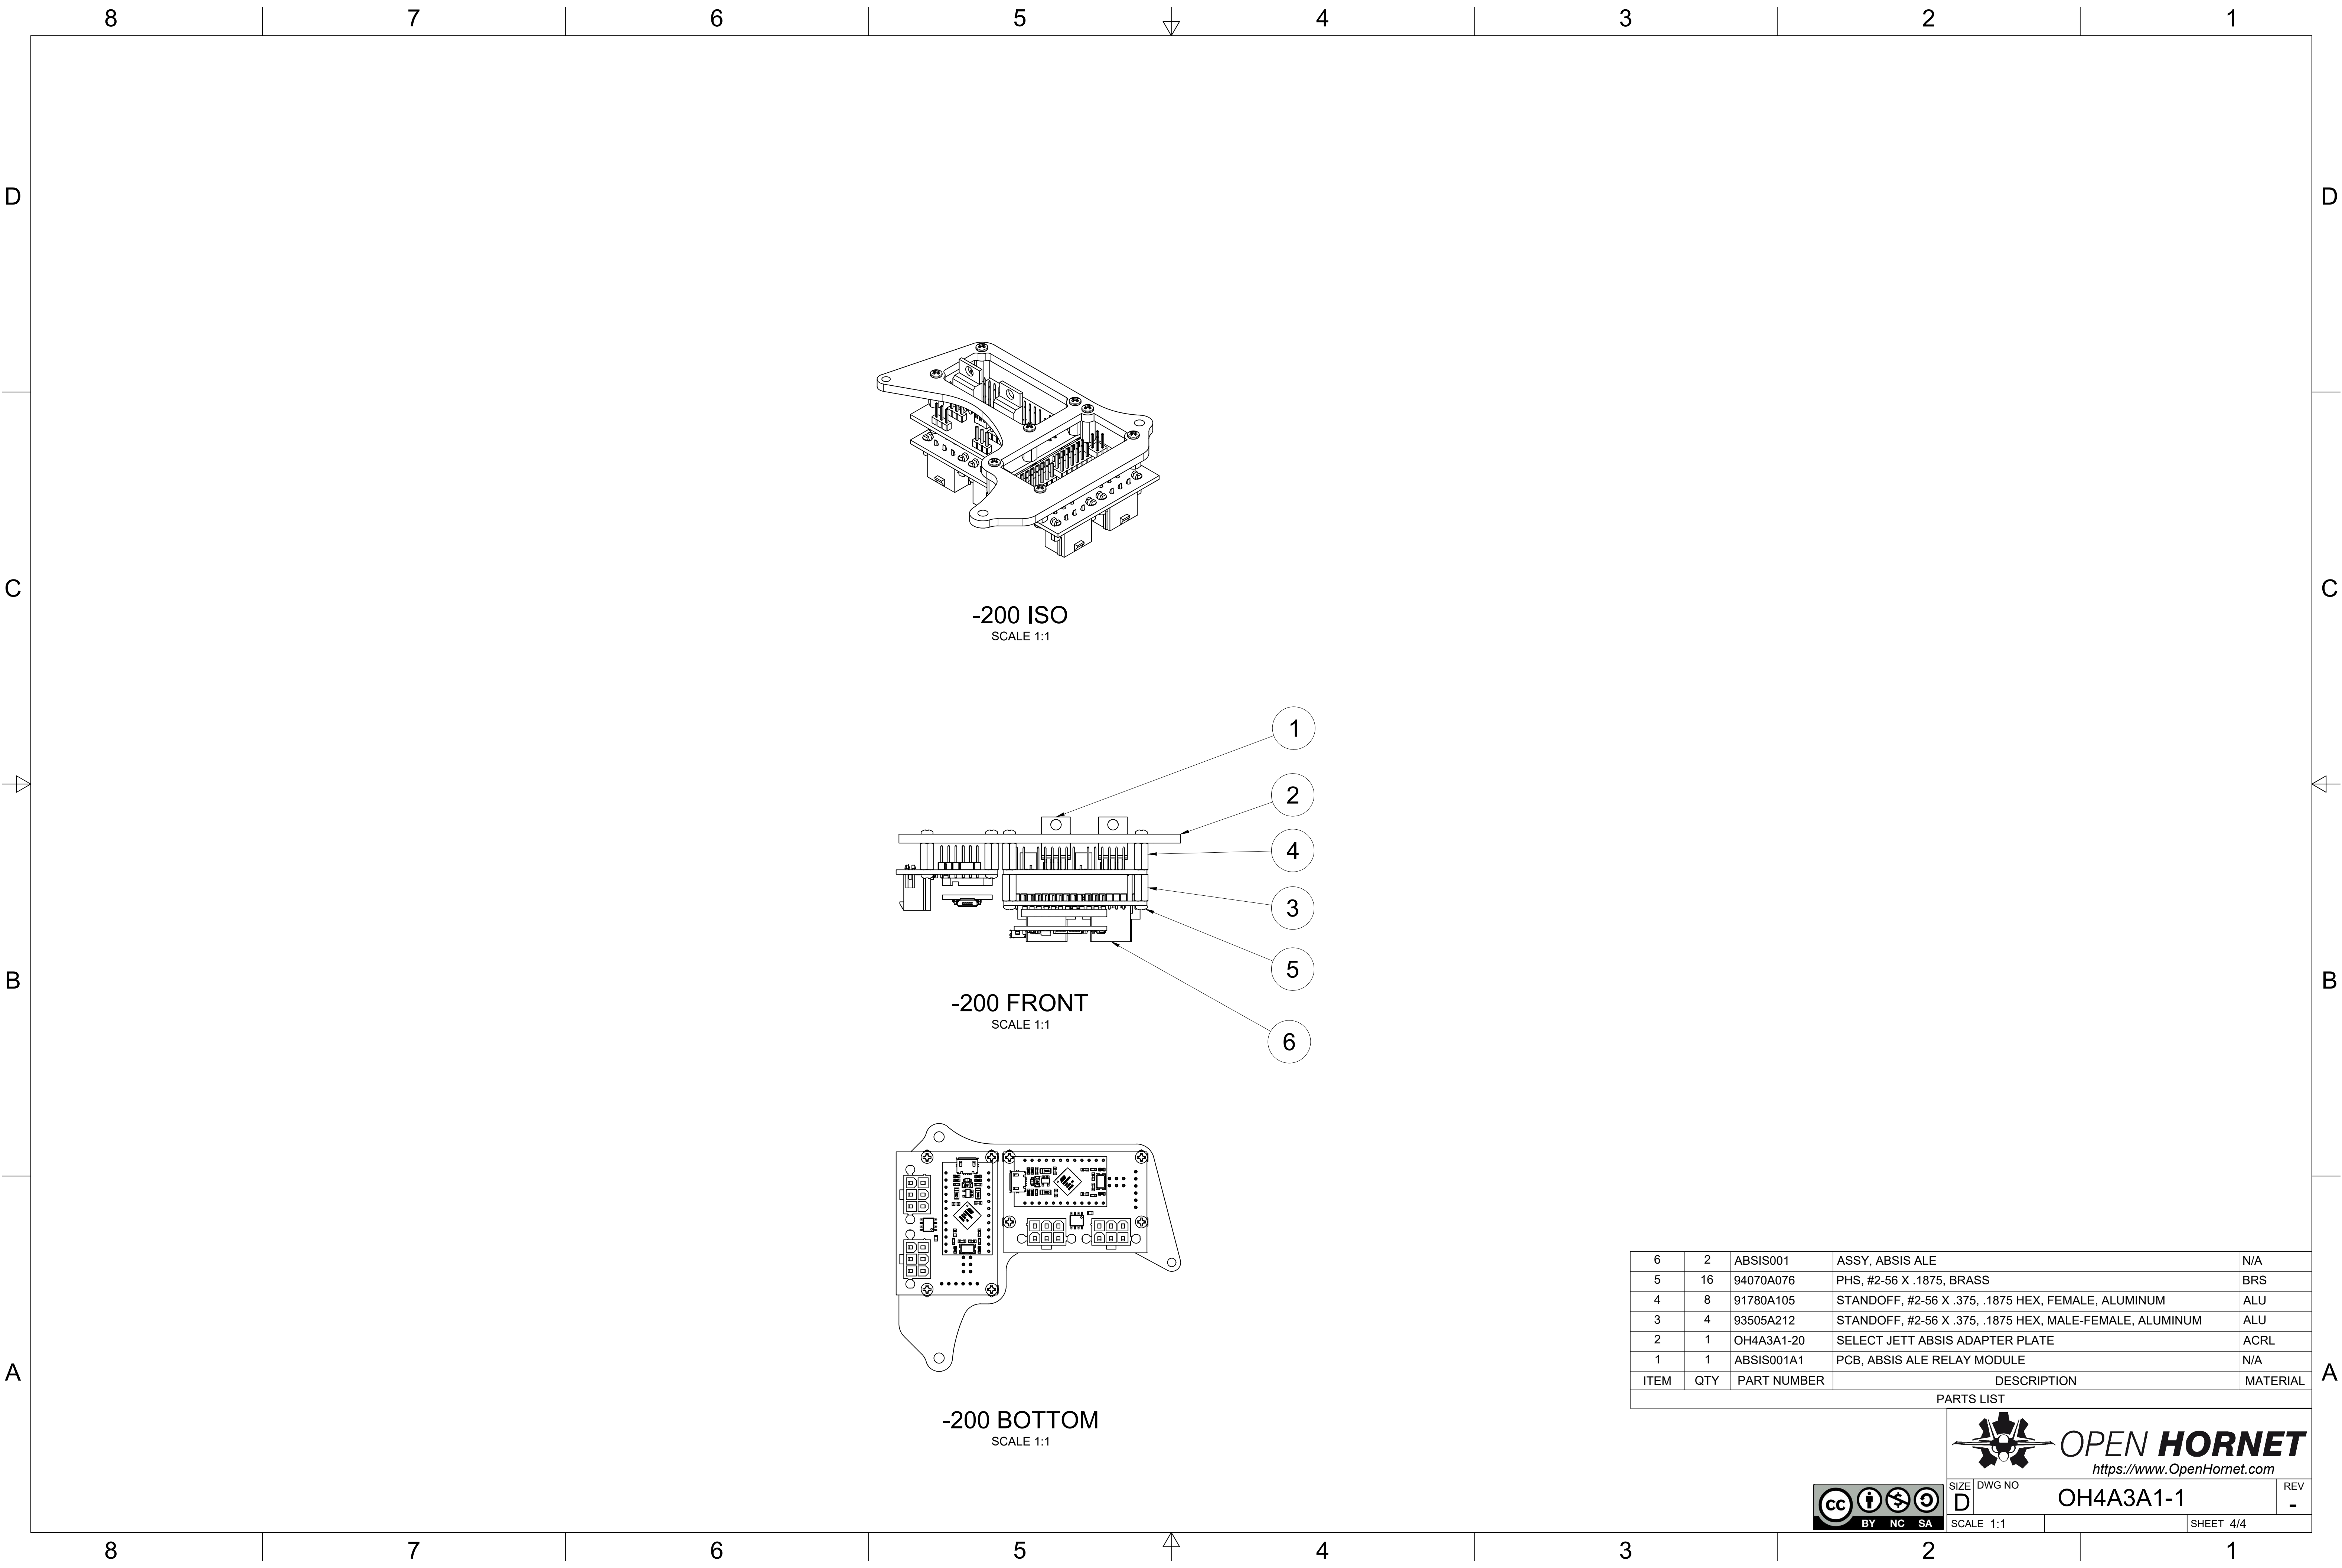 8 7 6 5 4 3 2 1
D D
C C
-200 ISO
SCALE 1:1
1
2
4
3
5
6
B B
-200 FRONT
SCALE 1:1
A A
-200 BOTTOM
SCALE 1:1
6 2 ABSIS001 ASSY, ABSIS ALE N/A
5 16 94070A076 PHS, #2-56 X .1875, BRASS BRS
4 8 91780A105 STANDOFF, #2-56 X .375, .1875 HEX, FEMALE, ALUMINUM ALU
3 4 93505A212 STANDOFF, #2-56 X .375, .1875 HEX, MALE-FEMALE, ALUMINUM ALU
2 1 OH4A3A1-20 SELECT JETT ABSIS ADAPTER PLATE ACRL
1 1 ABSIS001A1 PCB, ABSIS ALE RELAY MODULE N/A
ITEM QTY PART NUMBER DESCRIPTION MATERIAL
PARTS LIST
OPEN HORNET
https://www.OpenHornet.com
cc BY NC SA
SIZE D DWG NO OH4A3A1-1 REV -
SCALE 1:1 SHEET 4/4
8 7 6 5 4 3 2 1